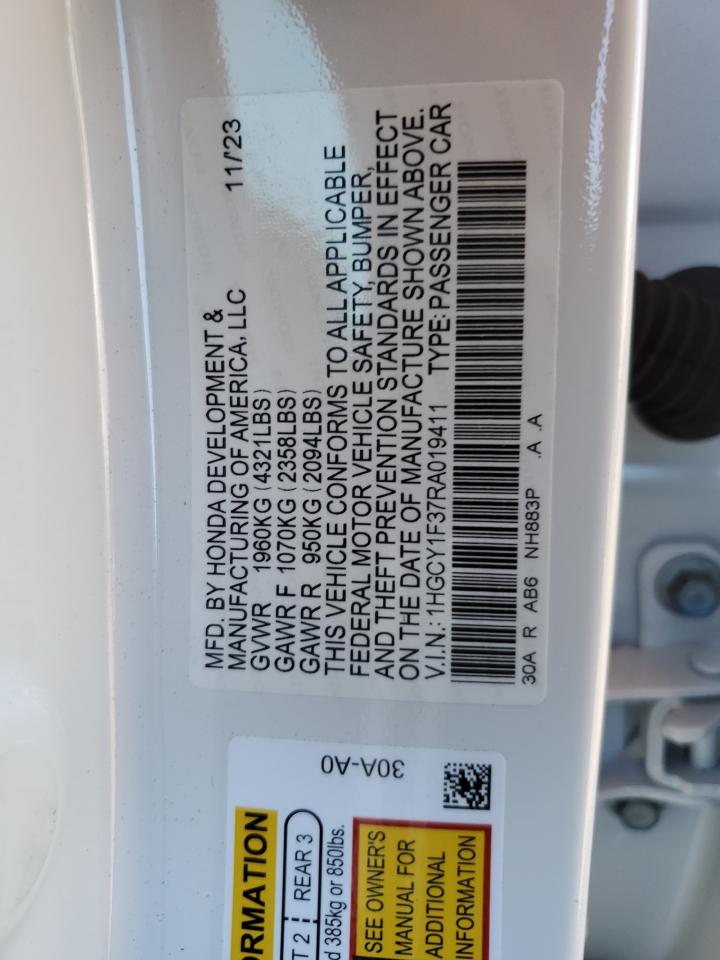 MFD. BY HONDA DEVELOPMENT &
MANUFACTURING OF AMERICA, LLC 11/23
GVWR 1960KG (4321LBS)
GAWR F 1070KG (2358LBS)
GAWR R 950KG (2094LBS)
THIS VEHICLE CONFORMS TO ALL APPLICABLE
FEDERAL MOTOR VEHICLE SAFETY, BUMPER,
AND THEFT PREVENTION STANDARDS IN EFFECT
ON THE DATE OF MANUFACTURE SHOWN ABOVE.
V.I.N.: 1HGCY1F37RA019411 TYPE: PASSENGER CAR
30A R AB6 NH883P .A .A
30A-A0
ORMATION
T 2 REAR 3
d 385kg or 850lbs.
SEE OWNER'S
MANUAL FOR
ADDITIONAL
INFORMATION